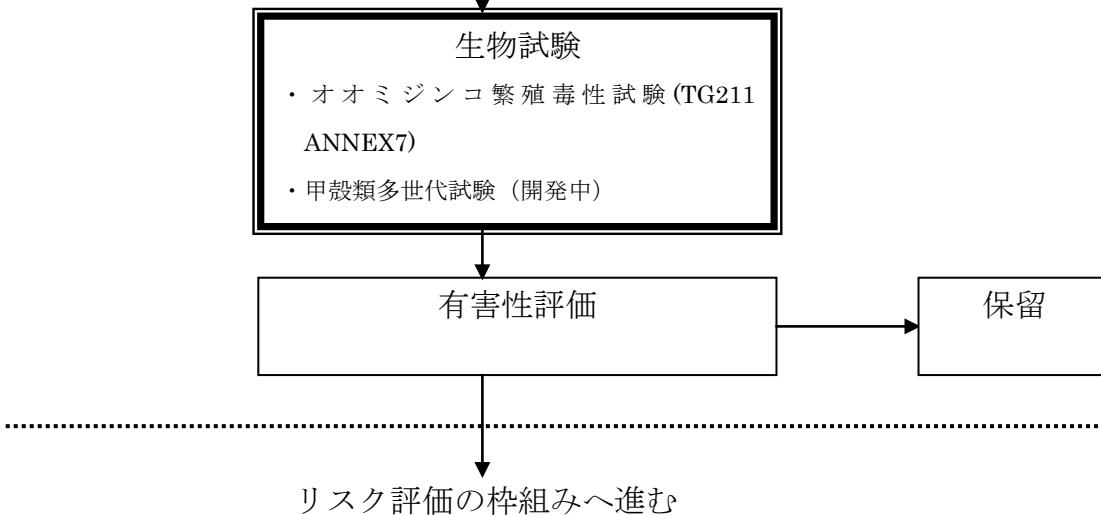 生物試験
・オオミジンコ繁殖毒性試験(TG211
ANNEX7)
・甲殻類多世代試験（開発中）
有害性評価
保留
リスク評価の枠組みへ進む